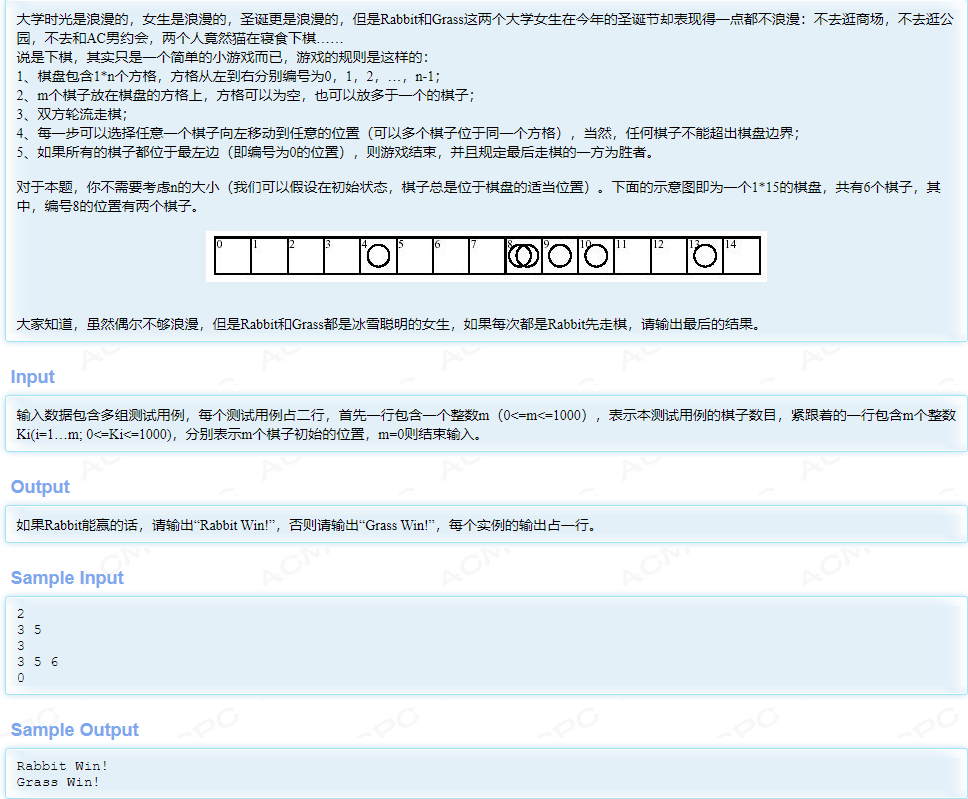 大学时光是浪漫的，女生是浪漫的，圣诞更是浪漫的，但是Rabbit和Grass这两个大学女生在今年的圣诞节却表现得一点都不浪漫：不去逛商场，不去逛公
园，不去和AC男约会，两个人竟然猫在寝食下棋……
说是下棋，其实只是一个简单的小游戏而已，游戏的规则是这样的：
1、棋盘包含1*n个方格，方格从左到右分别编号为0，1，2，…，n-1；
2、m个棋子放在棋盘的方格上，方格可以为空，也可以放多于一个的棋子；
3、双方轮流走棋；
4、每一步可以选择任意一个棋子向左移动到任意的位置（可以多个棋子位于同一个方格），当然，任何棋子不能超出棋盘边界；
5、如果所有的棋子都位于最左边（即编号为0的位置），则游戏结束，并且规定最后走棋的一方为胜者。
对于本题，你不需要考虑n的大小（我们可以假设在初始状态，棋子总是位于棋盘的适当位置）。下面的示意图即为一个1*15的棋盘，共有6个棋子，其
中，编号8的位置有两个棋子。
0 1 2 3 4 5 6 7 8 9 10 11 12 13 14
大家知道，虽然偶尔不够浪漫，但是Rabbit和Grass都是冰雪聪明的女生，如果每次都是Rabbit先走棋，请输出最后的结果。
Input
输入数据包含多组测试用例，每个测试用例占二行，首先一行包含一个整数m（0<=m<=1000），表示本测试用例的棋子数目，紧跟着的一行包含m个整数
Ki(i=1…m; 0<=Ki<=1000)，分别表示m个棋子初始的位置，m=0则结束输入。
Output
如果Rabbit能赢的话，请输出“Rabbit Win!”，否则请输出“Grass Win!”，每个实例的输出占一行。
Sample Input
2
3 5
3
3 5 6
0
Sample Output
Rabbit Win!
Grass Win!